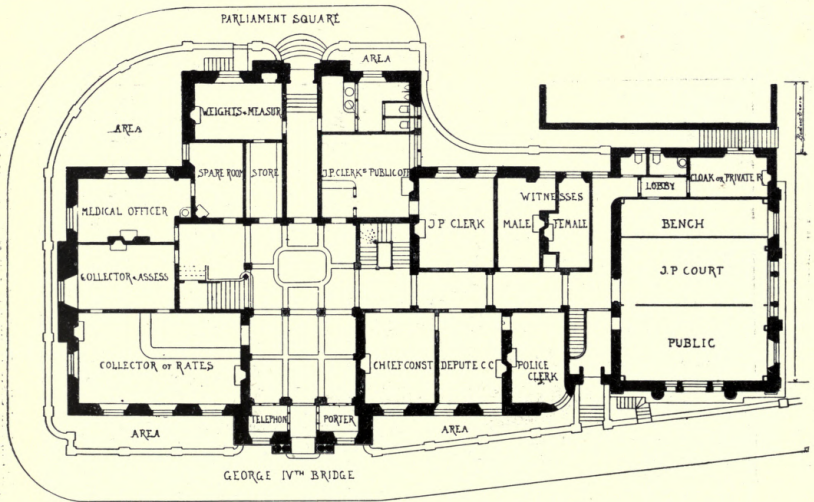 PARLIAMENT SQUARE
AREA
WEIGHTS & MEASUR
AREA
SPARE ROOM
STORE
J.P. CLERKS PUBLIC OFF
CLOAK OR PRIVATE R
LOBBY
WITNESSES
MEDICAL OFFICER
J P CLERK
MALE
FEMALE
BENCH
COLLECTOR & ASSESS
J.P. COURT
PUBLIC
COLLECTOR OF RATES
CHIEF CONST
DEPUTE C C
POLICE
CLERK
TELEPHON
PORTER
AREA
AREA
GEORGE IVTH BRIDGE